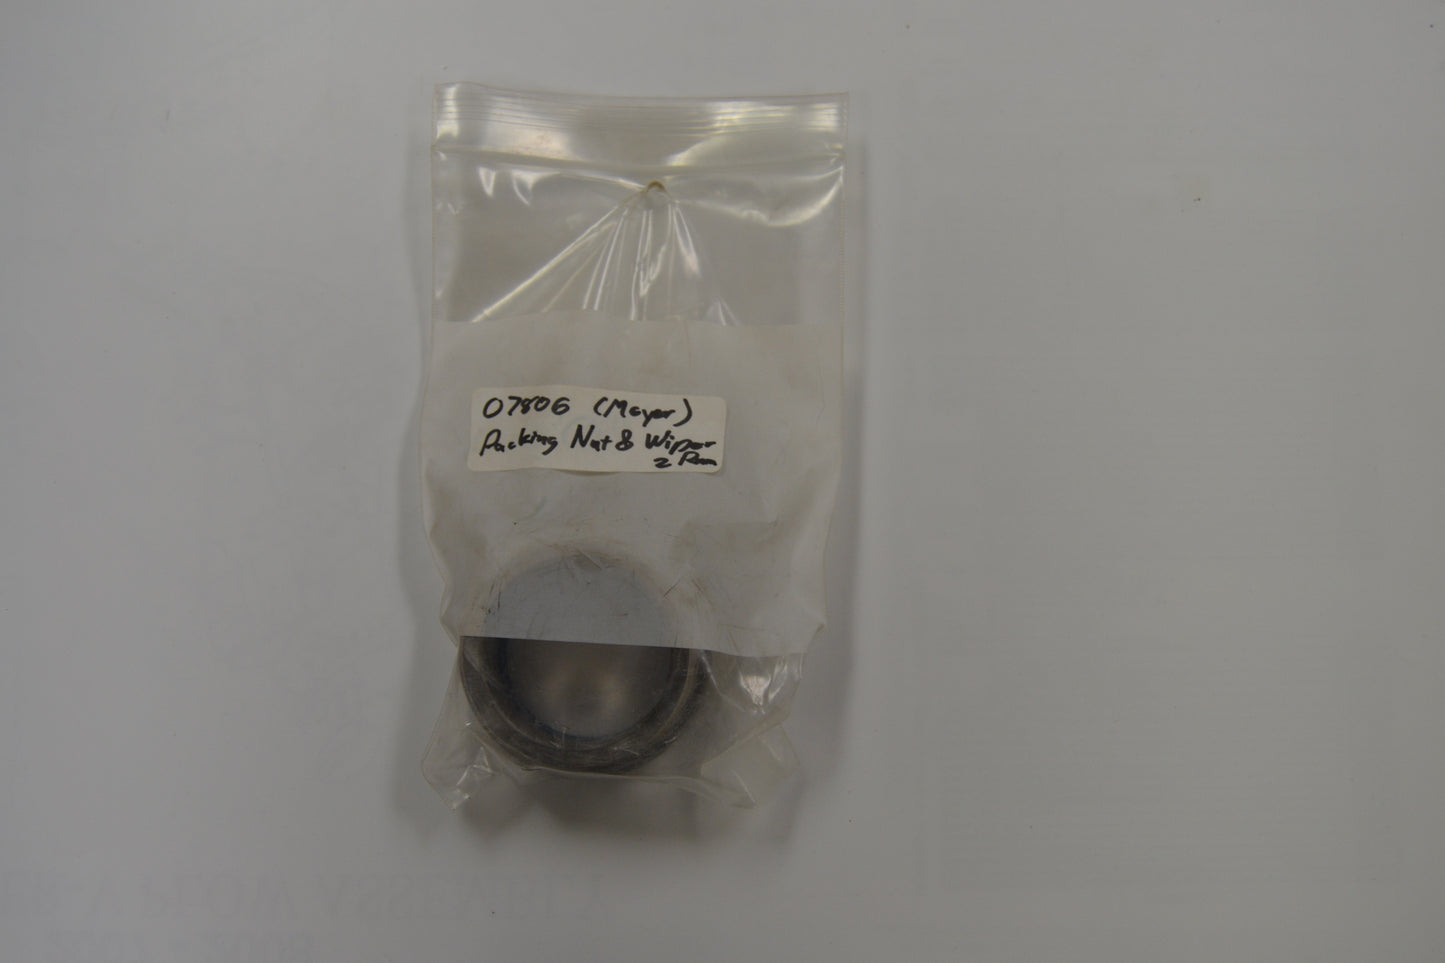 07806 (Meyer)
Packing Nut & Wiper
2 Ram